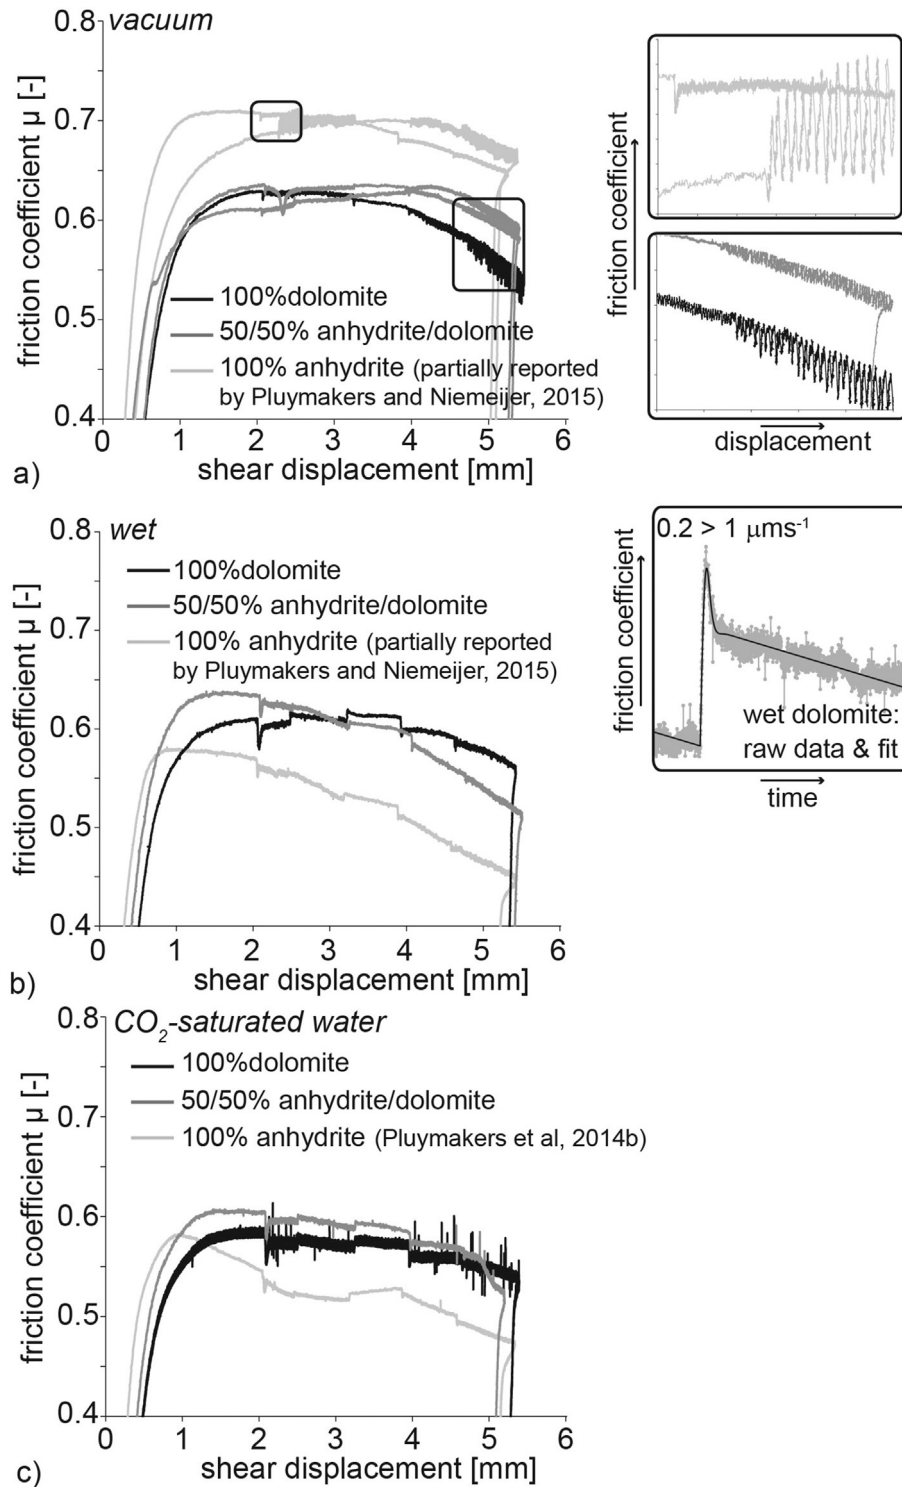 vacuum
0.8
0.7
0.6
0.5
0.4
friction coefficient μ [-]
100%dolomite
50/50% anhydrite/dolomite
100% anhydrite (partially reported
by Pluymakers and Niemeijer, 2015)
0 1 2 3 4 5 6
shear displacement [mm]
a)
friction coefficient
displacement
wet
0.8
0.7
0.6
0.5
0.4
friction coefficient μ [-]
100%dolomite
50/50% anhydrite/dolomite
100% anhydrite (partially reported
by Pluymakers and Niemeijer, 2015)
0 1 2 3 4 5 6
shear displacement [mm]
b)
0.2 > 1 μms⁻¹
friction coefficient
wet dolomite:
raw data & fit
time
CO₂-saturated water
0.8
0.7
0.6
0.5
0.4
friction coefficient μ [-]
100%dolomite
50/50% anhydrite/dolomite
100% anhydrite (Pluymakers et al, 2014b)
0 1 2 3 4 5 6
shear displacement [mm]
c)